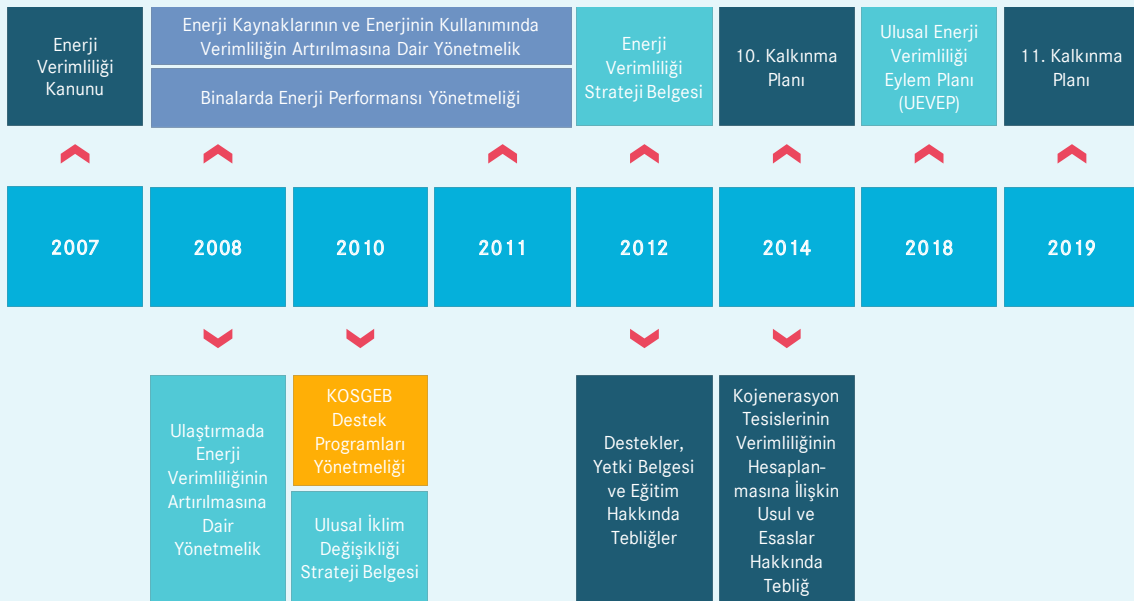 Enerji
Verimliliği
Kanunu
Enerji Kaynaklarının ve Enerjinin Kullanımında
Verimliliğin Artırılmasına Dair Yönetmelik
Binalarda Enerji Performansı Yönetmeliği
Enerji
Verimliliği
Strateji Belgesi
10. Kalkınma
Planı
Ulusal Enerji
Verimliliği
Eylem Planı
(UEVEP)
11. Kalkınma
Planı
2007
2008
2010
2011
2012
2014
2018
2019
Ulaştırmada
Enerji
Verimliliğinin
Artırılmasına
Dair
Yönetmelik
KOSGEB
Destek
Programları
Yönetmeliği
Ulusal İklim
Değişikliği
Strateji Belgesi
Destekler,
Yetki Belgesi
ve Eğitim
Hakkında
Tebliğler
Kojenerasyon
Tesislerinin
Verimliliğinin
Hesaplan-
masına İlişkin
Usul ve
Esaslar
Hakkında
Tebliğ